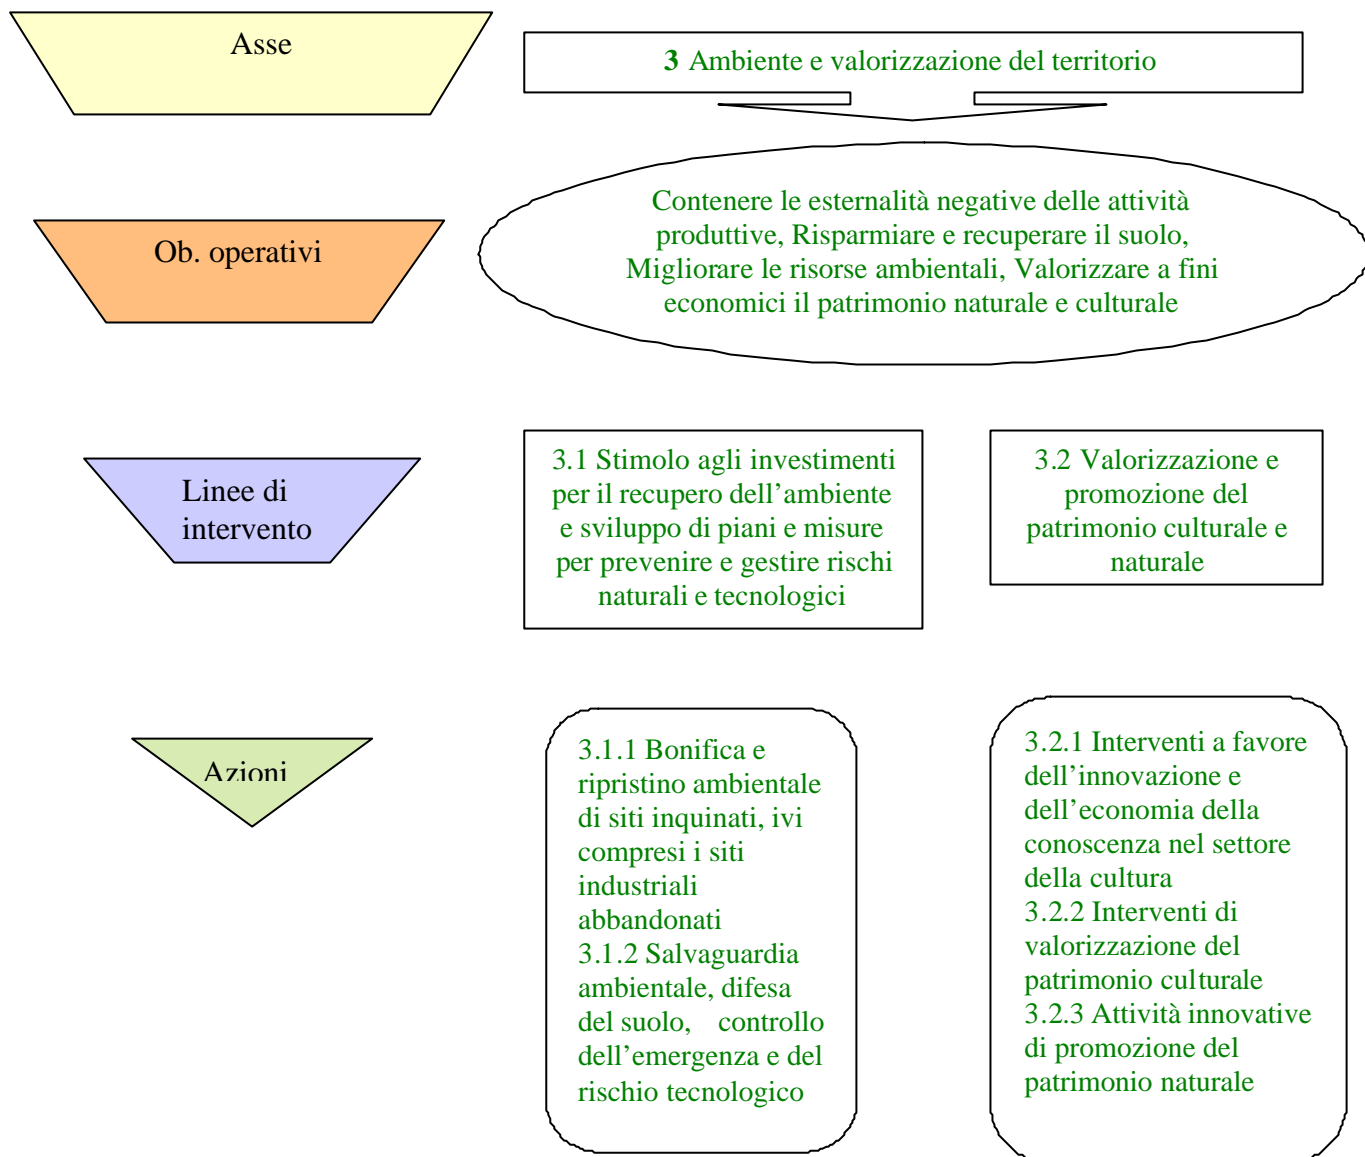 Asse
3 Ambiente e valorizzazione del territorio
Ob. operativi
Contenere le esternalità negative delle attività
produttive, Risparmiare e recuperare il suolo,
Migliorare le risorse ambientali, Valorizzare a fini
economici il patrimonio naturale e culturale
Linee di
intervento
3.1 Stimolo agli investimenti
per il recupero dell’ambiente
e sviluppo di piani e misure
per prevenire e gestire rischi
naturali e tecnologici
3.2 Valorizzazione e
promozione del
patrimonio culturale e
naturale
Azioni
3.1.1 Bonifica e
ripristino ambientale
di siti inquinati, ivi
compresi i siti
industriali
abbandonati
3.1.2 Salvaguardia
ambientale, difesa
del suolo, controllo
dell’emergenza e del
rischio tecnologico
3.2.1 Interventi a favore
dell’innovazione e
dell’economia della
conoscenza nel settore
della cultura
3.2.2 Interventi di
valorizzazione del
patrimonio culturale
3.2.3 Attività innovative
di promozione del
patrimonio naturale